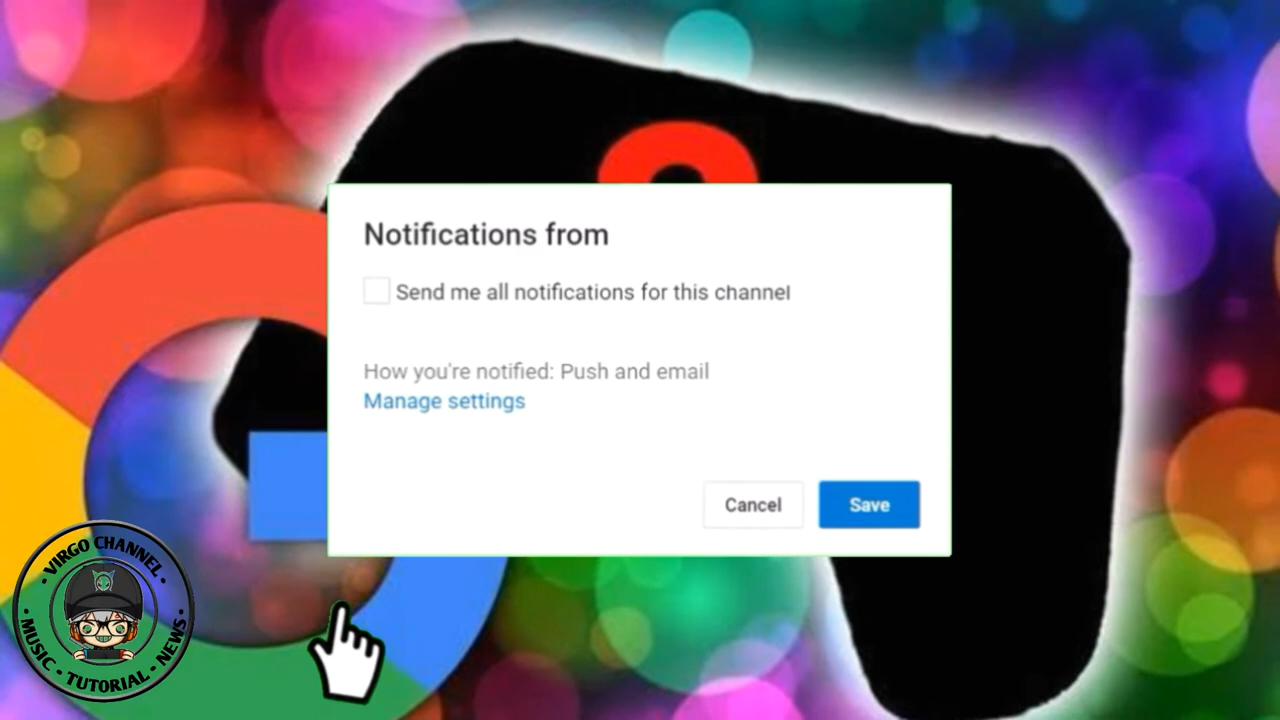 Notifications from
Send me all notifications for this channel
How you're notified: Push and email
Manage settings
Cancel
Save
• VIRGO CHANNEL •
MUSIC • TUTORIAL • NEWS